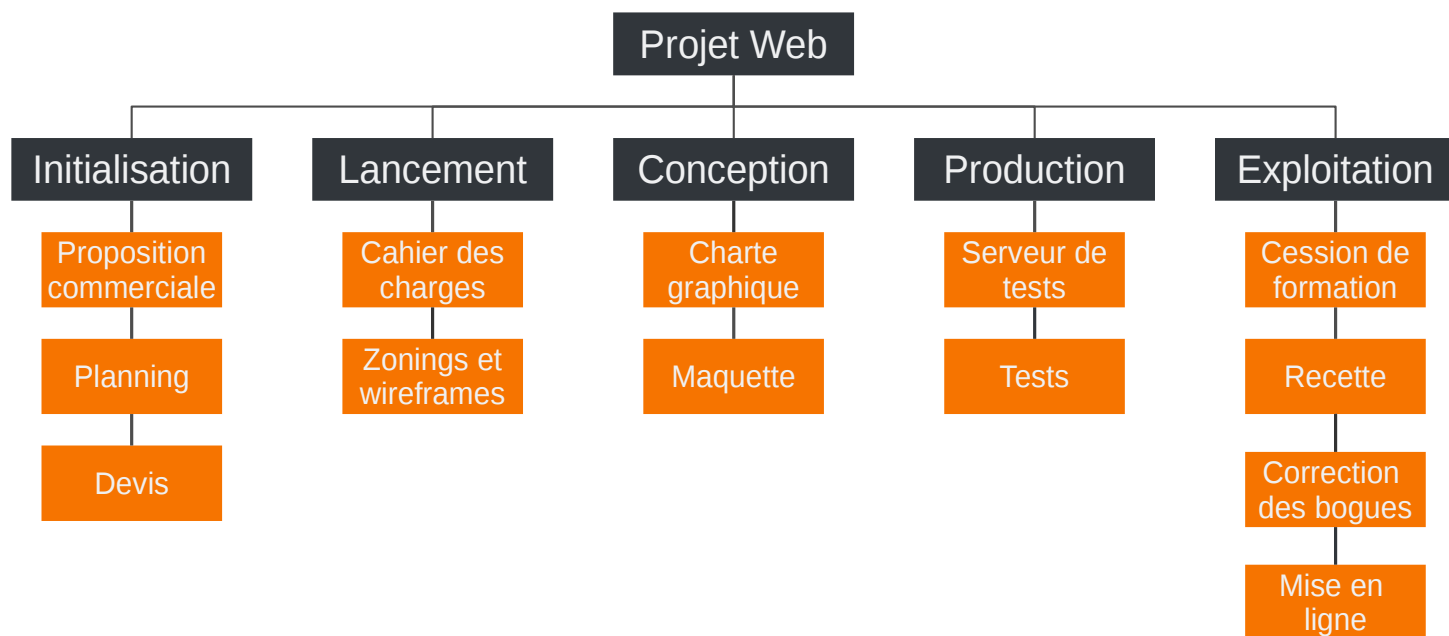 Projet Web
Initialisation
Lancement
Conception
Production
Exploitation
Proposition
commerciale
Planning
Devis
Cahier des
charges
Zonings et
wireframes
Charte
graphique
Maquette
Serveur de
tests
Tests
Cession de
formation
Recette
Correction
des bogues
Mise en
ligne